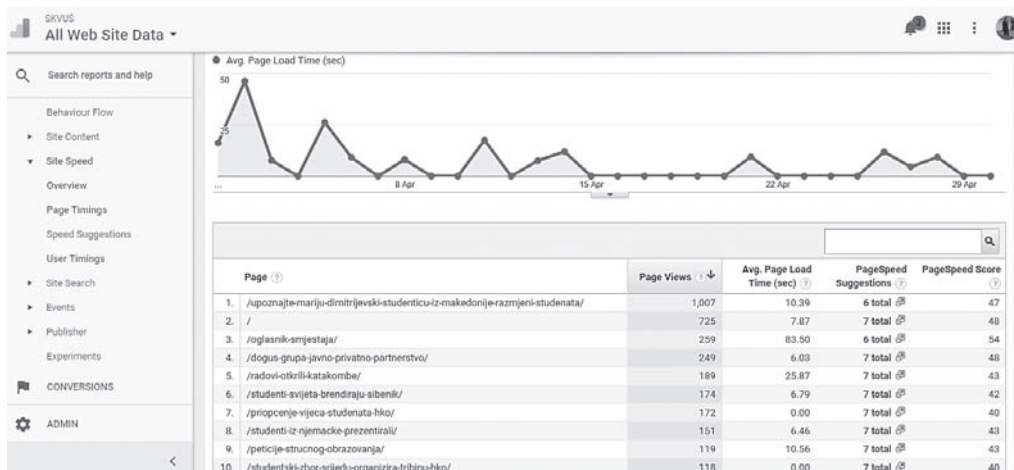 SKVUŠ
All Web Site Data
Search reports and help
Behaviour Flow
Site Content
Site Speed
Overview
Page Timings
Speed Suggestions
User Timings
Site Search
Events
Publisher
Experiments
CONVERSIONS
ADMIN
Avg. Page Load Time (sec)
50
25
...
8 Apr
15 Apr
22 Apr
29 Apr
Page Page Views Avg. Page Load Time (sec) PageSpeed Suggestions PageSpeed Score
1. /upoznajte-mariju-dimitrijevski-studenticu-iz-makedonije-razmjeni-studenata/ 1,007 10.39 6 total 47
2. / 725 7.87 7 total 48
3. /oglasnik-smjestaja/ 259 83.50 6 total 54
4. /dogus-grupa-javno-privatno-partnerstvo/ 249 6.03 7 total 48
5. /radovi-otkrili-katakombe/ 189 25.87 7 total 43
6. /studenti-svijeta-brendiraju-sibenik/ 174 6.79 7 total 42
7. /priopcenje-vijeca-studenata-hko/ 172 0.00 7 total 40
8. /studenti-iz-njemacke-prezentirali/ 151 6.46 7 total 43
9. /peticije-strucnog-obrazovanja/ 119 10.56 7 total 43
10. /studentski-zbor-srijedu-organizira-tribinu-hko/ 118 0.00 7 total 40